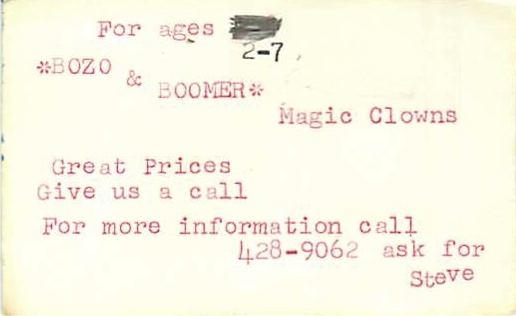 For ages
2-7
*BOZO
&
BOOMER*
Magic Clowns
Great Prices
Give us a call
For more information call
428-9062 ask for
Steve